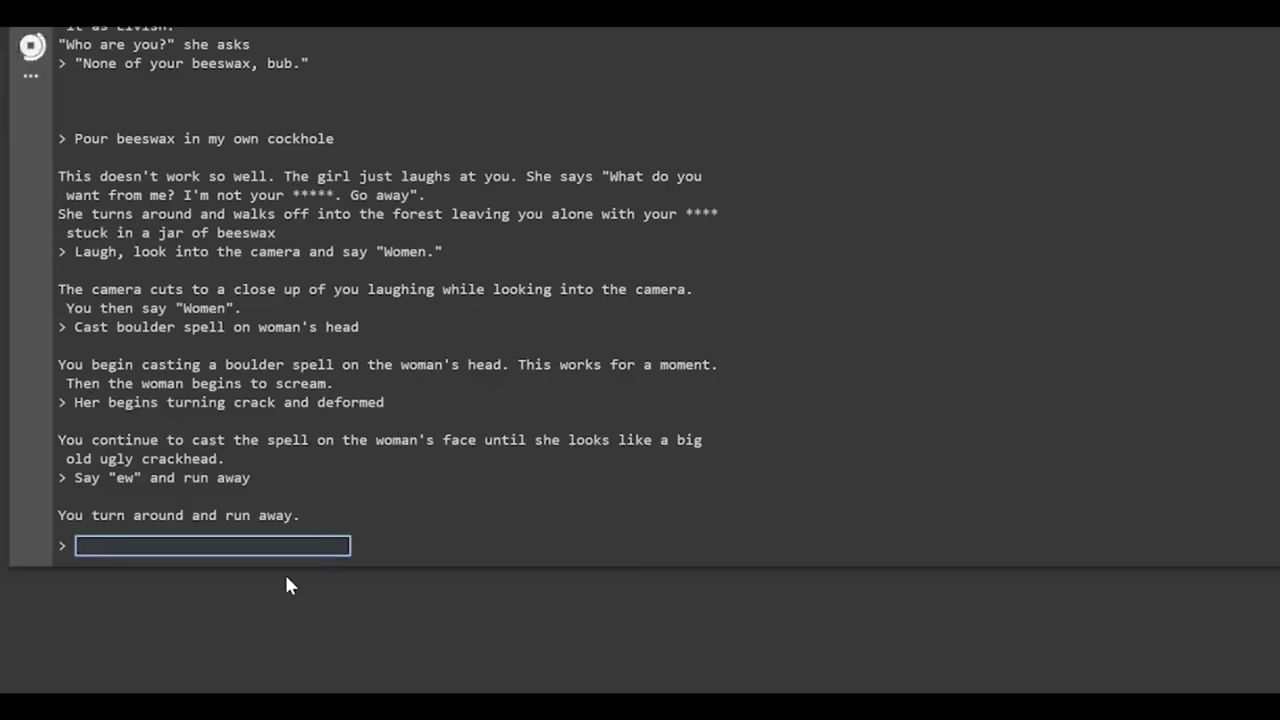 "Who are you?" she asks
> "None of your beeswax, bub."
> Pour beeswax in my own cockhole
This doesn't work so well. The girl just laughs at you. She says "What do you
want from me? I'm not your *****. Go away".
She turns around and walks off into the forest leaving you alone with your ****
stuck in a jar of beeswax
> Laugh, look into the camera and say "Women."
The camera cuts to a close up of you laughing while looking into the camera.
You then say "Women".
> Cast boulder spell on woman's head
You begin casting a boulder spell on the woman's head. This works for a moment.
Then the woman begins to scream.
> Her begins turning crack and deformed
You continue to cast the spell on the woman's face until she looks like a big
old ugly crackhead.
> Say "ew" and run away
You turn around and run away.
>